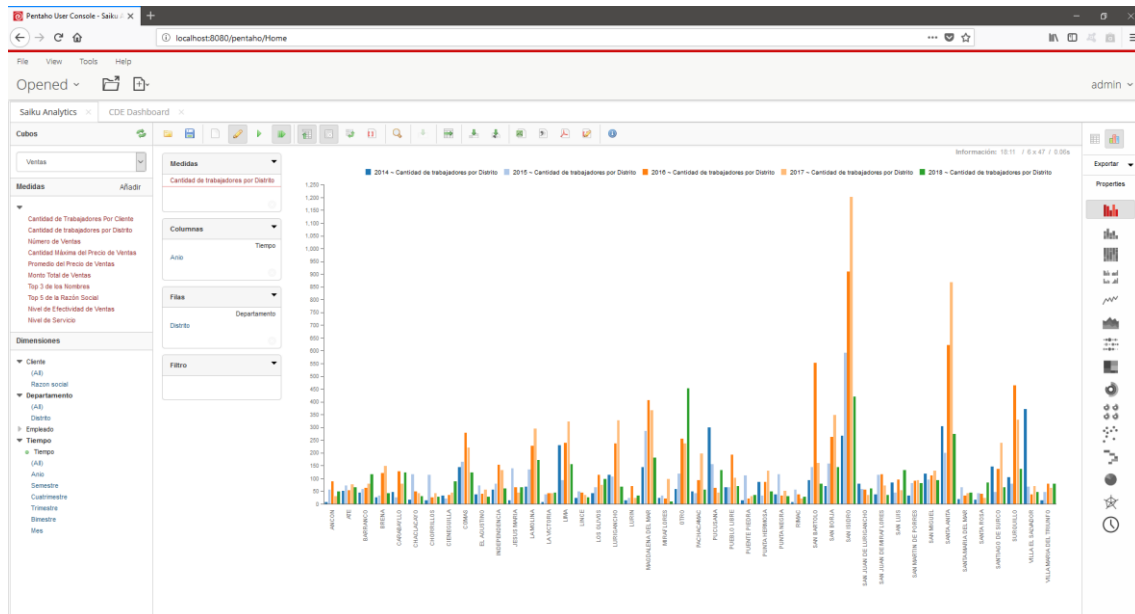 Pentaho User Console - Saiku A
localhost:8080/pentaho/Home
File View Tools Help
Opened
admin
Saiku Analytics
CDE Dashboard
Cubos
Ventas
Medidas Añadir
Cantidad de Trabajadores Por Cliente
Cantidad de trabajadores por Distrito
Número de Ventas
Cantidad Máxima del Precio de Ventas
Promedio del Precio de Ventas
Monto Total de Ventas
Top 3 de los Nombres
Top 5 de la Razón Social
Nivel de Efectividad de Ventas
Nivel de Servicio
Dimensiones
Cliente
(All)
Razon social
Departamento
(All)
Distrito
Empleado
Tiempo
Tiempo
(All)
Anio
Semestre
Cuatrimestre
Trimestre
Bimestre
Mes
Medidas
Cantidad de trabajadores por Distrito
Columnas
Tiempo
Anio
Filas
Departamento
Distrito
Filtro
Información: 18:11 / 6 x 47 / 0.06s
2014 ~ Cantidad de trabajadores por Distrito 2015 ~ Cantidad de trabajadores por Distrito 2016 ~ Cantidad de trabajadores por Distrito 2017 ~ Cantidad de trabajadores por Distrito 2018 ~ Cantidad de trabajadores por Distrito
1,250
1,200
1,150
1,100
1,050
1,000
950
900
850
800
750
700
650
600
550
500
450
400
350
300
250
200
150
100
50
0
ANCON
ATE
BARRANCO
BREÑA
CARABAYLLO
CHACLACAYO
CHORRILLOS
CIENEGUILLA
COMAS
EL AGUSTINO
INDEPENDENCIA
JESUS MARIA
LA MOLINA
LA VICTORIA
LIMA
LINCE
LOS OLIVOS
LURIGANCHO
LURIN
MAGDALENA DEL MAR
MIRAFLORES
OTRO
PACHACAMAC
PUCUSANA
PUEBLO LIBRE
PUENTE PIEDRA
PUNTA HERMOSA
PUNTA NEGRA
RIMAC
SAN BARTOLO
SAN BORJA
SAN ISIDRO
SAN JUAN DE LURIGANCHO
SAN JUAN DE MIRAFLORES
SAN LUIS
SAN MARTIN DE PORRES
SAN MIGUEL
SANTA ANITA
SANTA MARIA DEL MAR
SANTA ROSA
SANTIAGO DE SURCO
SURQUILLO
VILLA EL SALVADOR
VILLA MARIA DEL TRIUNFO
Exportar
Properties